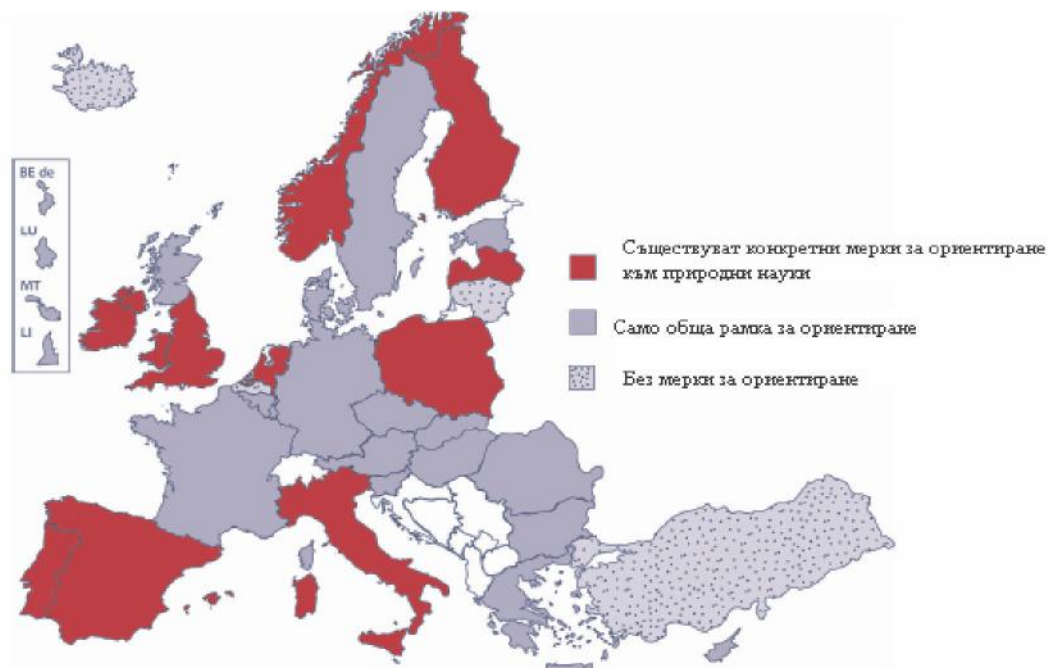 BE de
LU
MT
LI
Съществуват конкретни мерки за ориентиране
към природни науки
Само обща рамка за ориентиране
Без мерки за ориентиране